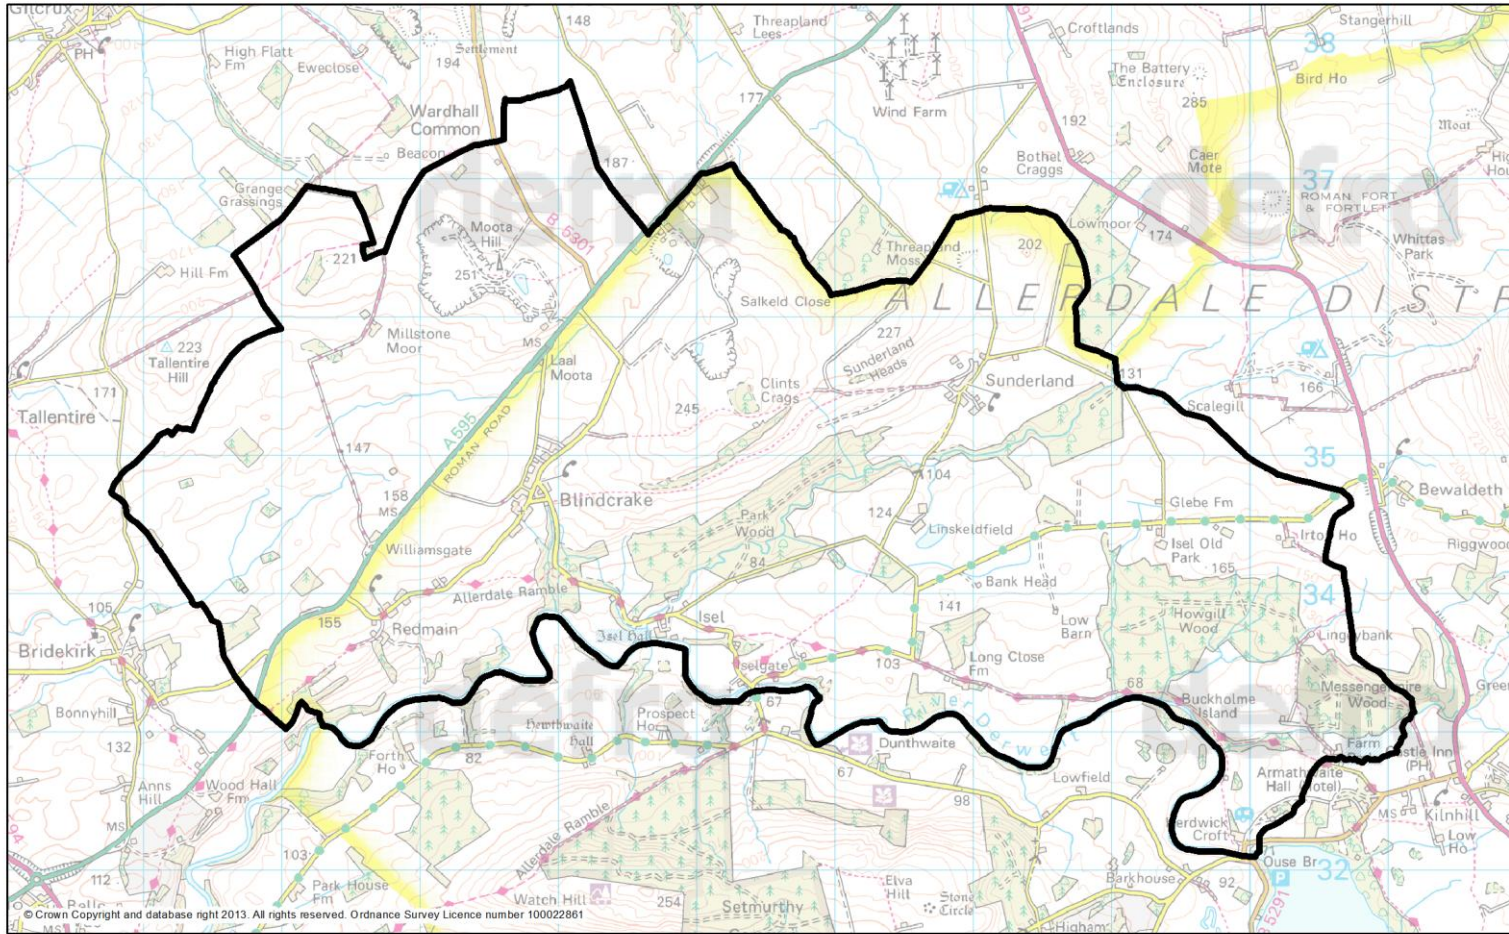 Gilcrux
PH
High Flatt
Fm
Eweclose
194
Settlement
148
Threapland
Lees
191
Croftlands
Stangerhill
38
The Battery
Enclosure
Bird Ho
285
177
Wind Farm
192
Moat
Wardhall
Common
Beacon
187
Bothel
Craggs
Caer
Mote
37
ROMAN FORT
& FORTLET
Grange
Grassings
defra
defra
Moota
Hill
B 5301
Lowmoor
174
Whittas
Park
Hill Fm
221
251
Threapland
Moss
202
Salkeld Close
ALLERDALE DISTR
Millstone
Moor
MS
227
223
Tallentire
Hill
Laal
Moota
Sunderland
Heads
131
171
Clints
Crags
Sunderland
166
Tallentire
245
Scalegill
A 595
ROMAN ROAD
147
35
158
MS
Blindcrake
104
Bewaldeth
Glebe Fm
Park
Wood
124
Linskeldfield
Williamsgate
Isel Old
Park
Irton Ho
Riggwood
84
165
Bank Head
Allerdale Ramble
34
105
155
141
Howgill
Wood
Redmain
Isel Hall
Isel
Low
Barn
Lingeybank
Bridekirk
Iselgate
103
Long Close
Fm
68
Messengermire
Wood
Bonnyhill
defra
Buckholme
Island
67
River Derwent
132
Hewthwaite
Hall
Prospect
Ho
Dunthwaite
Farm
Castle Inn
(PH)
Forth
Ho
82
67
Lowfield
Armathwaite
Hall
(Hotel)
Anns
Hill
Wood Hall
Fm
98
MS
Kilnhill
MS
94
Herdwick
Croft
Low
Ho
103
Allerdale Ramble
Ouse Br
32
112
Park House
Fm
Watch Hill
254
Setmurthy
Elva
Hill
Stone
Circle
Barkhouse
92
Higham
B 5291
P
© Crown Copyright and database right 2013. All rights reserved. Ordnance Survey Licence number 100022861